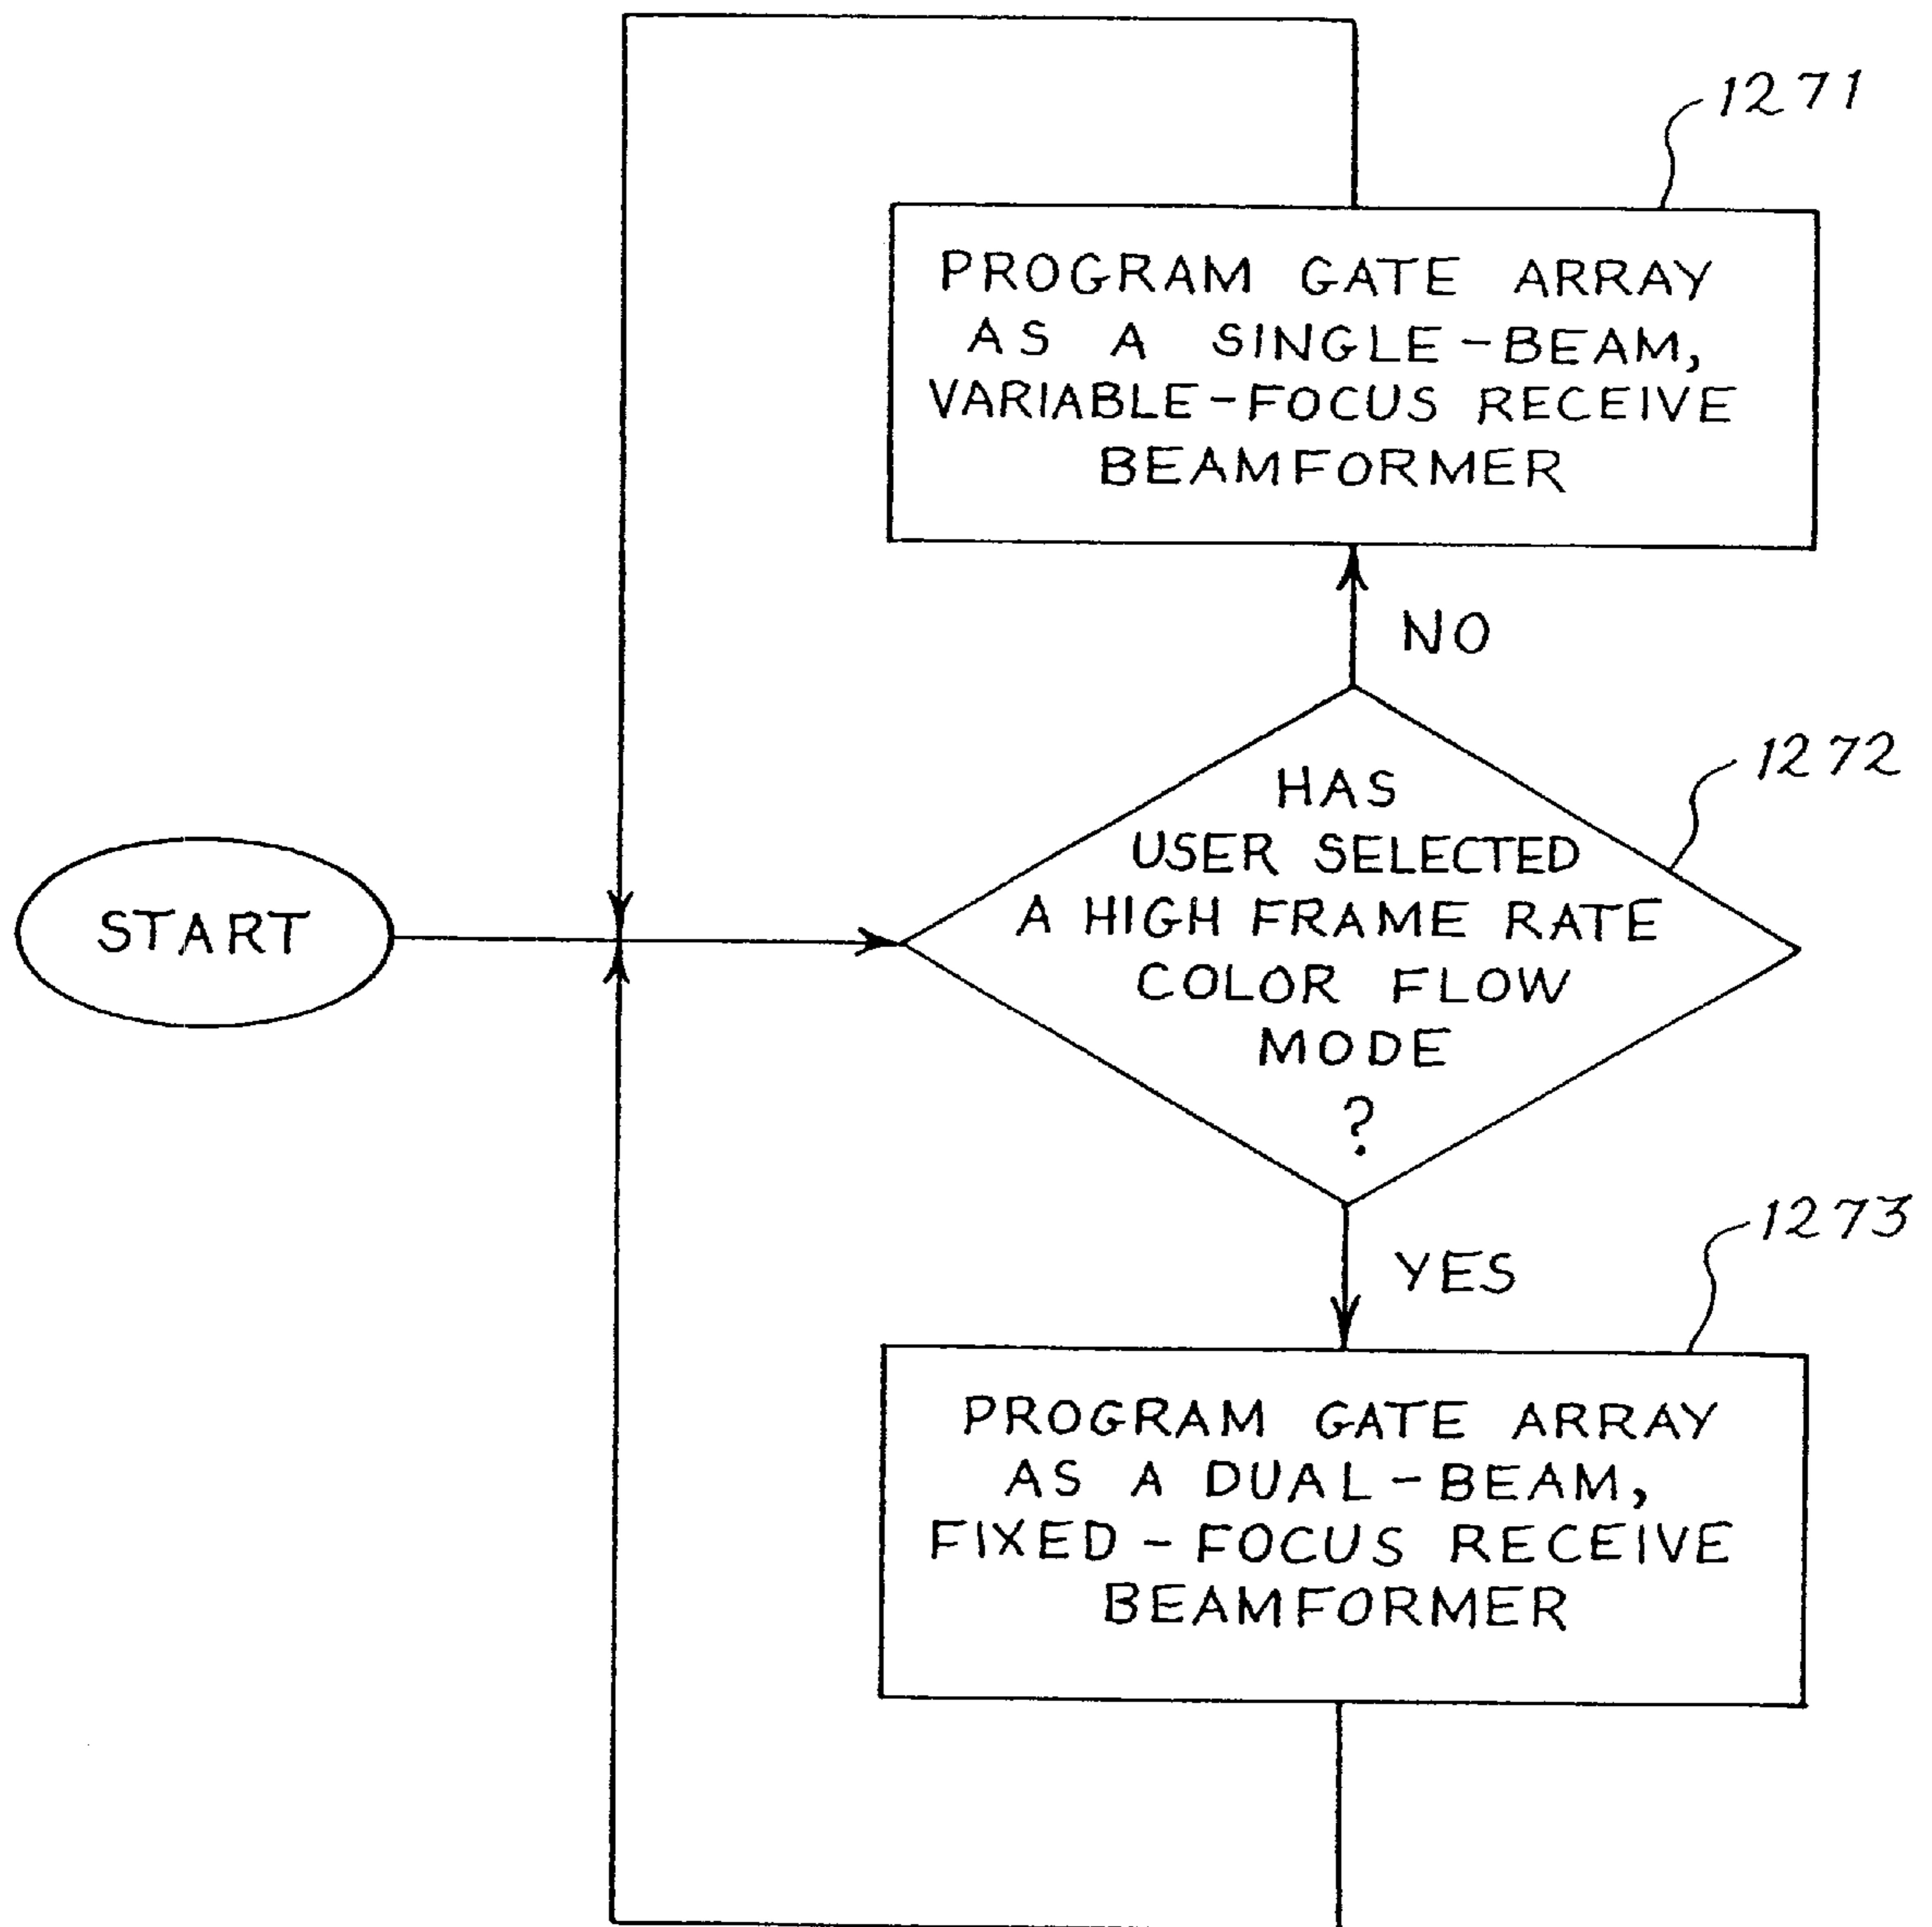 1271
PROGRAM GATE ARRAY
AS A SINGLE-BEAM,
VARIABLE-FOCUS RECEIVE
BEAMFORMER
NO
1272
HAS
USER SELECTED
A HIGH FRAME RATE
COLOR FLOW
MODE
?
START
YES
1273
PROGRAM GATE ARRAY
AS A DUAL-BEAM,
FIXED-FOCUS RECEIVE
BEAMFORMER